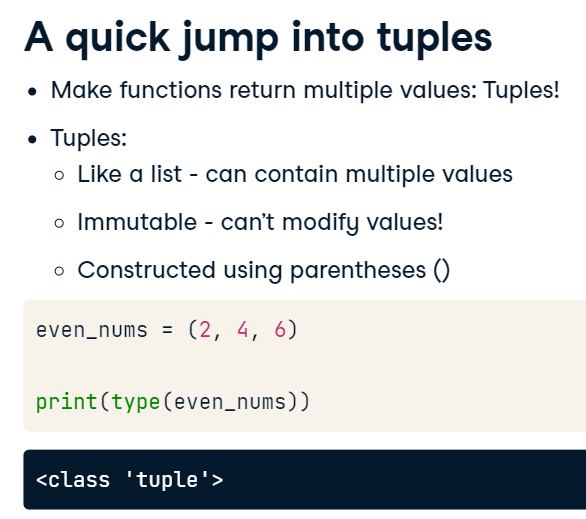 A quick jump into tuples
Make functions return multiple values: Tuples!
Tuples:
Like a list - can contain multiple values
Immutable - can't modify values!
Constructed using parentheses ()
even_nums = (2, 4, 6)
print(type(even_nums))
<class 'tuple'>